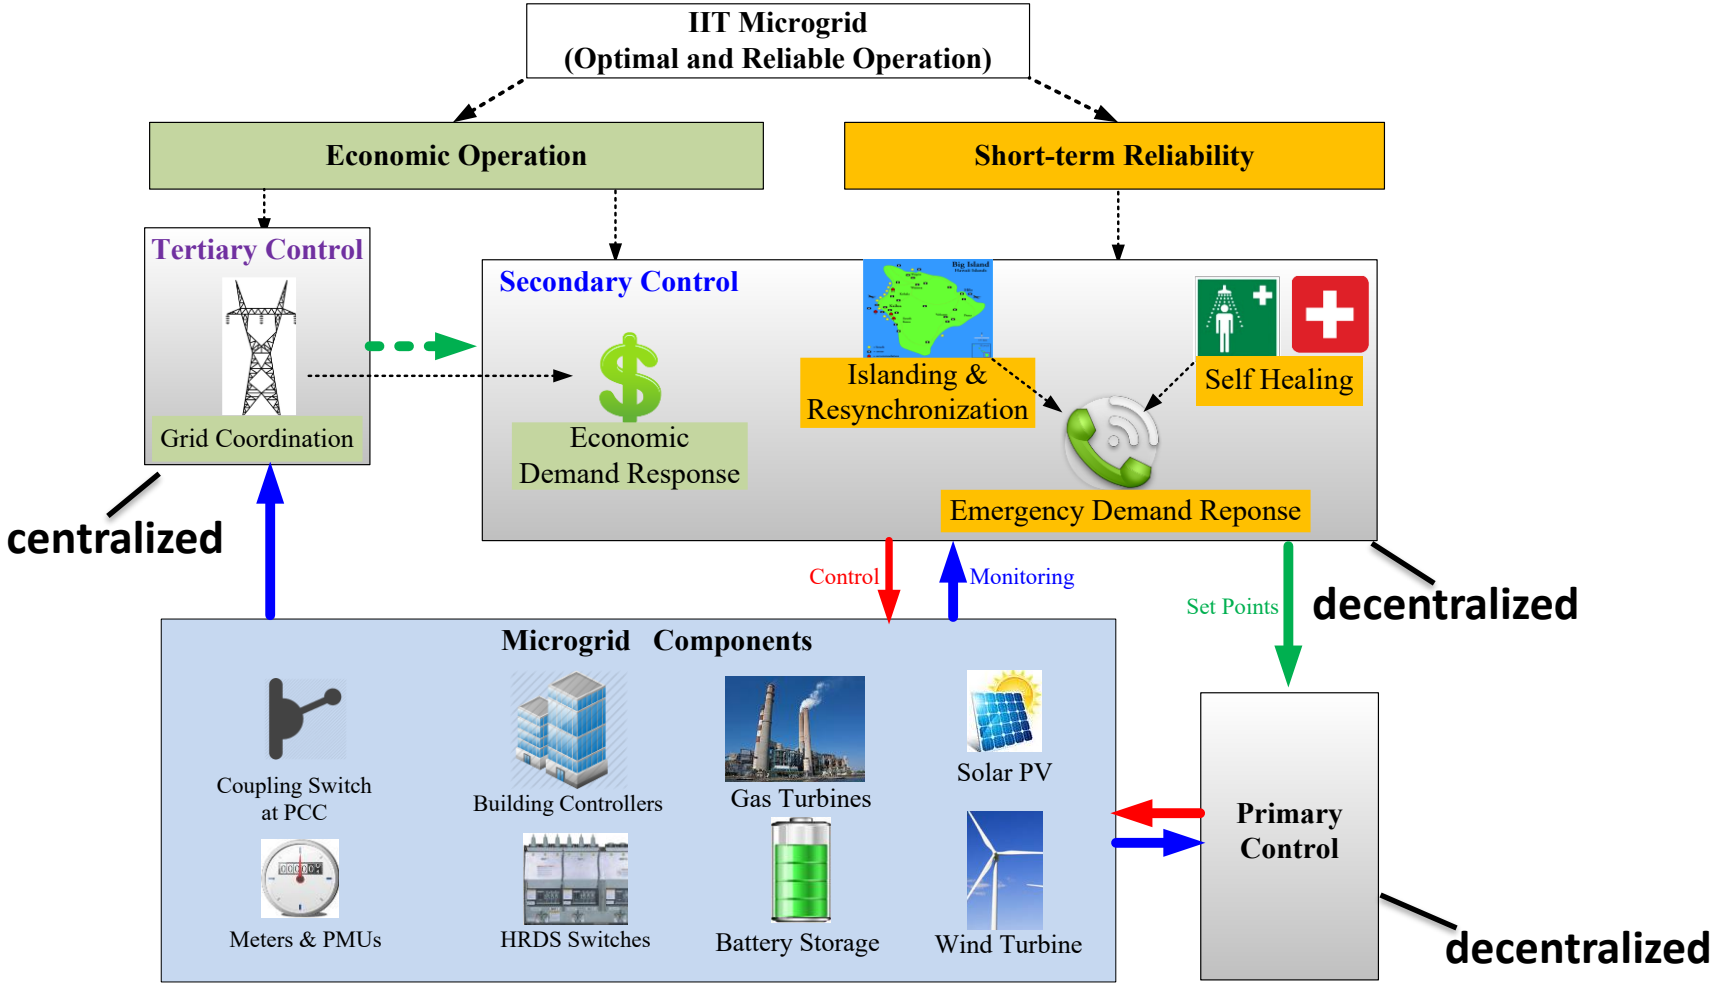 IIT Microgrid
(Optimal and Reliable Operation)
Economic Operation
Short-term Reliability
Tertiary Control
Grid Coordination
centralized
Secondary Control
Big Island
Economic
Demand Response
Islanding &
Resynchronization
Self Healing
Emergency Demand Reponse
decentralized
Control
Monitoring
Set Points
Microgrid Components
Coupling Switch
at PCC
Building Controllers
Gas Turbines
Solar PV
Meters & PMUs
HRDS Switches
Battery Storage
Wind Turbine
Primary
Control
decentralized